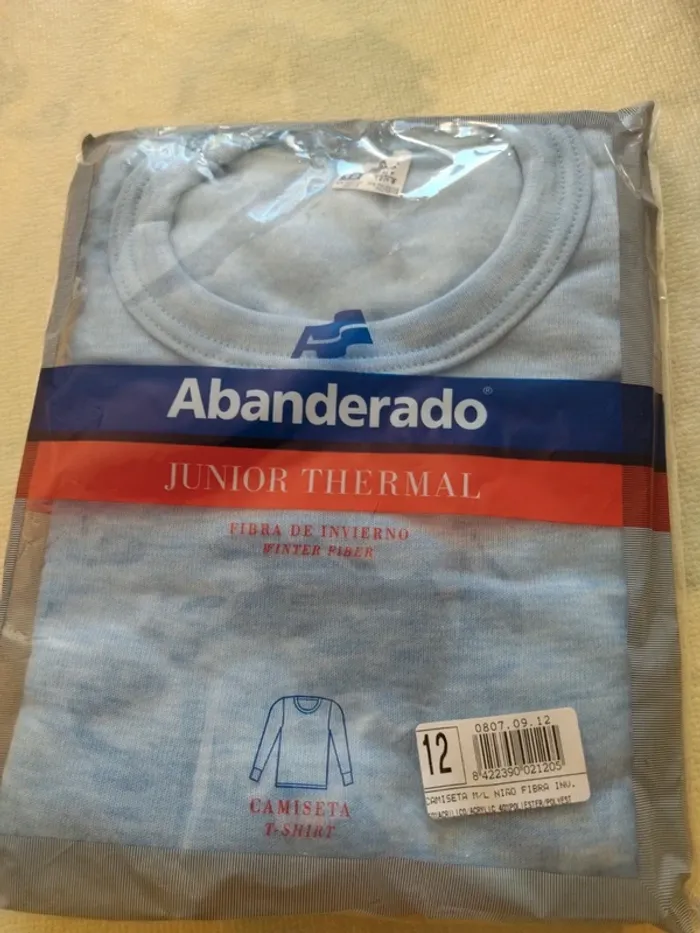 Abanderado®
JUNIOR THERMAL
FIBRA DE INVIERNO
WINTER FIBER
CAMISETA
T-SHIRT
12
0807.09.12
8 422390 021205
CAMISETA M/L NIÃO FIBRA INV.